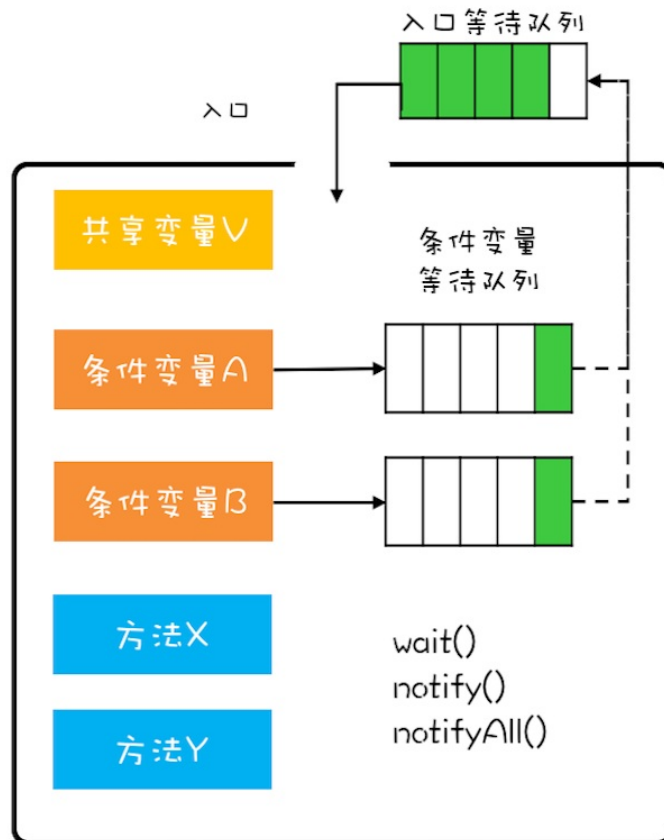 入口等待队列
入口
共享变量V
条件变量
等待队列
条件变量A
条件变量B
方法X
wait()
notify()
notifyAll()
方法Y